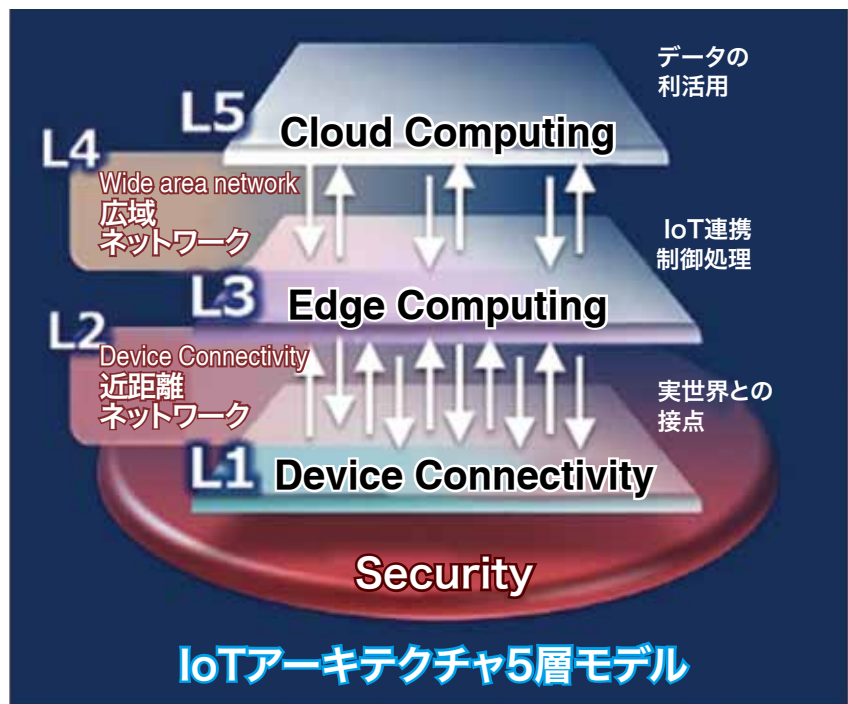 データの
利活用
L5
Cloud Computing
L4
Wide area network
広域
ネットワーク
IoT連携
制御処理
L3
Edge Computing
L2
Device Connectivity
近距離
ネットワーク
実世界との
接点
L1
Device Connectivity
Security
IoTアーキテクチャ5層モデル